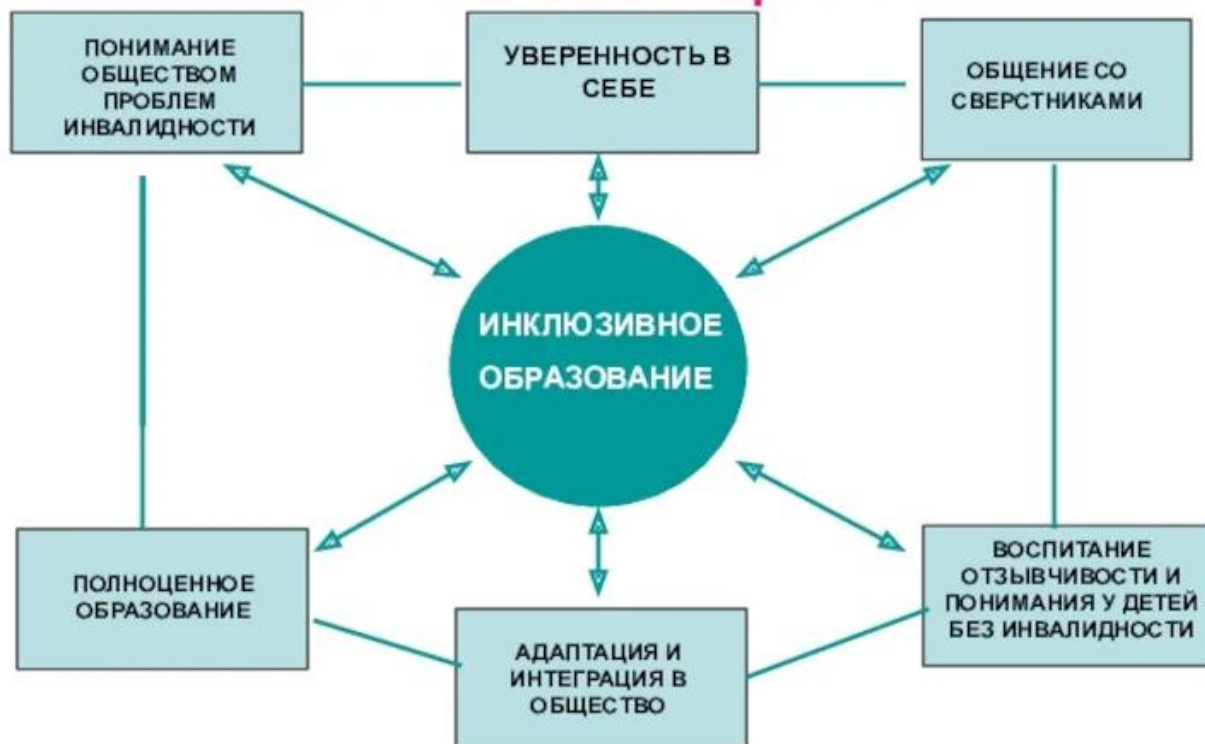 ПОНИМАНИЕ
ОБЩЕСТВОМ
ПРОБЛЕМ
ИНВАЛИДНОСТИ
УВЕРЕННОСТЬ В
СЕБЕ
ОБЩЕНИЕ СО
СВЕРСТНИКАМИ
ИНКЛЮЗИВНОЕ
ОБРАЗОВАНИЕ
ПОЛНОЦЕННОЕ
ОБРАЗОВАНИЕ
АДАПТАЦИЯ И
ИНТЕГРАЦИЯ В
ОБЩЕСТВО
ВОСПИТАНИЕ
ОТЗЫВЧИВОСТИ И
ПОНИМАНИЯ У ДЕТЕЙ
БЕЗ ИНВАЛИДНОСТИ